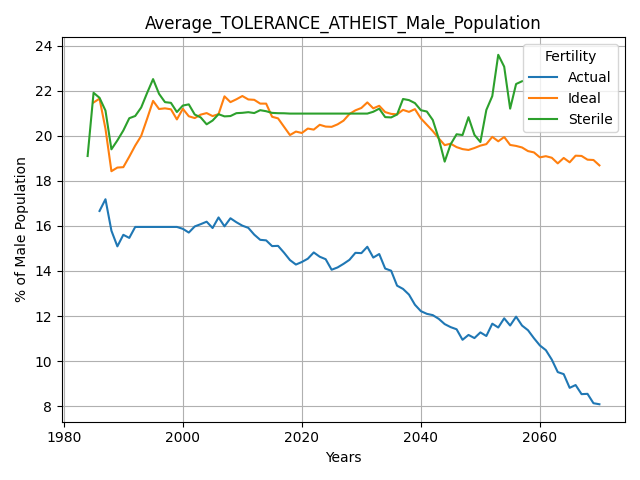 Average_TOLERANCE_ATHEIST_Male_Population
% of Male Population
24
22
20
18
16
14
12
10
8
Fertility
Actual
Ideal
Sterile
1980
2000
2020
2040
2060
Years